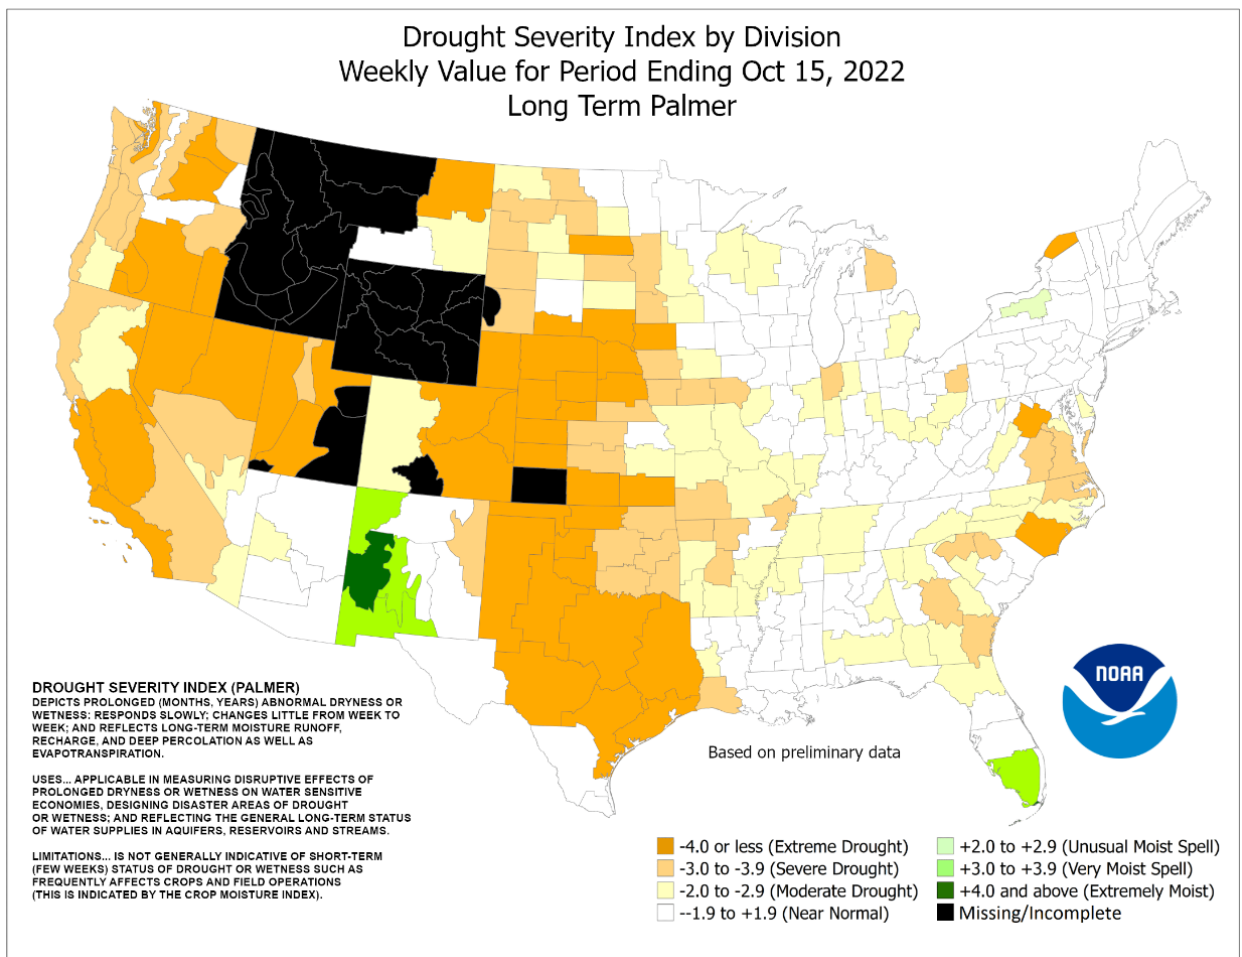 Drought Severity Index by Division
Weekly Value for Period Ending Oct 15, 2022
Long Term Palmer
NOAA
DROUGHT SEVERITY INDEX (PALMER)
DEPICTS PROLONGED (MONTHS, YEARS) ABNORMAL DRYNESS OR
WETNESS: RESPONDS SLOWLY; CHANGES LITTLE FROM WEEK TO
WEEK; AND REFLECTS LONG-TERM MOISTURE RUNOFF,
RECHARGE, AND DEEP PERCOLATION AS WELL AS
EVAPOTRANSPIRATION.
USES... APPLICABLE IN MEASURING DISRUPTIVE EFFECTS OF
PROLONGED DRYNESS OR WETNESS ON WATER SENSITIVE
ECONOMIES, DESIGNING DISASTER AREAS OF DROUGHT
OR WETNESS; AND REFLECTING THE GENERAL LONG-TERM STATUS
OF WATER SUPPLIES IN AQUIFERS, RESERVOIRS AND STREAMS.
LIMITATIONS... IS NOT GENERALLY INDICATIVE OF SHORT-TERM
(FEW WEEKS) STATUS OF DROUGHT OR WETNESS SUCH AS
FREQUENTLY AFFECTS CROPS AND FIELD OPERATIONS
(THIS IS INDICATED BY THE CROP MOISTURE INDEX).
Based on preliminary data
-4.0 or less (Extreme Drought)
-3.0 to -3.9 (Severe Drought)
-2.0 to -2.9 (Moderate Drought)
--1.9 to +1.9 (Near Normal)
+2.0 to +2.9 (Unusual Moist Spell)
+3.0 to +3.9 (Very Moist Spell)
+4.0 and above (Extremely Moist)
Missing/Incomplete